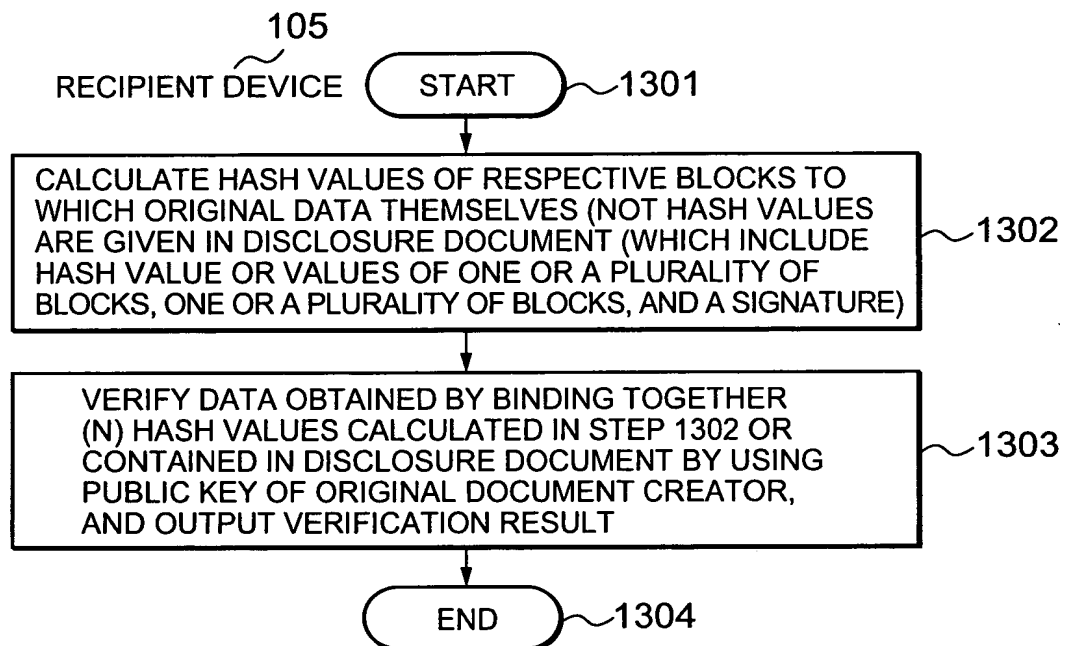 105
RECIPIENT DEVICE
START
1301
CALCULATE HASH VALUES OF RESPECTIVE BLOCKS TO
WHICH ORIGINAL DATA THEMSELVES (NOT HASH VALUES
ARE GIVEN IN DISCLOSURE DOCUMENT (WHICH INCLUDE
HASH VALUE OR VALUES OF ONE OR A PLURALITY OF
BLOCKS, ONE OR A PLURALITY OF BLOCKS, AND A SIGNATURE)
1302
VERIFY DATA OBTAINED BY BINDING TOGETHER
(N) HASH VALUES CALCULATED IN STEP 1302 OR
CONTAINED IN DISCLOSURE DOCUMENT BY USING
PUBLIC KEY OF ORIGINAL DOCUMENT CREATOR,
AND OUTPUT VERIFICATION RESULT
1303
END
1304